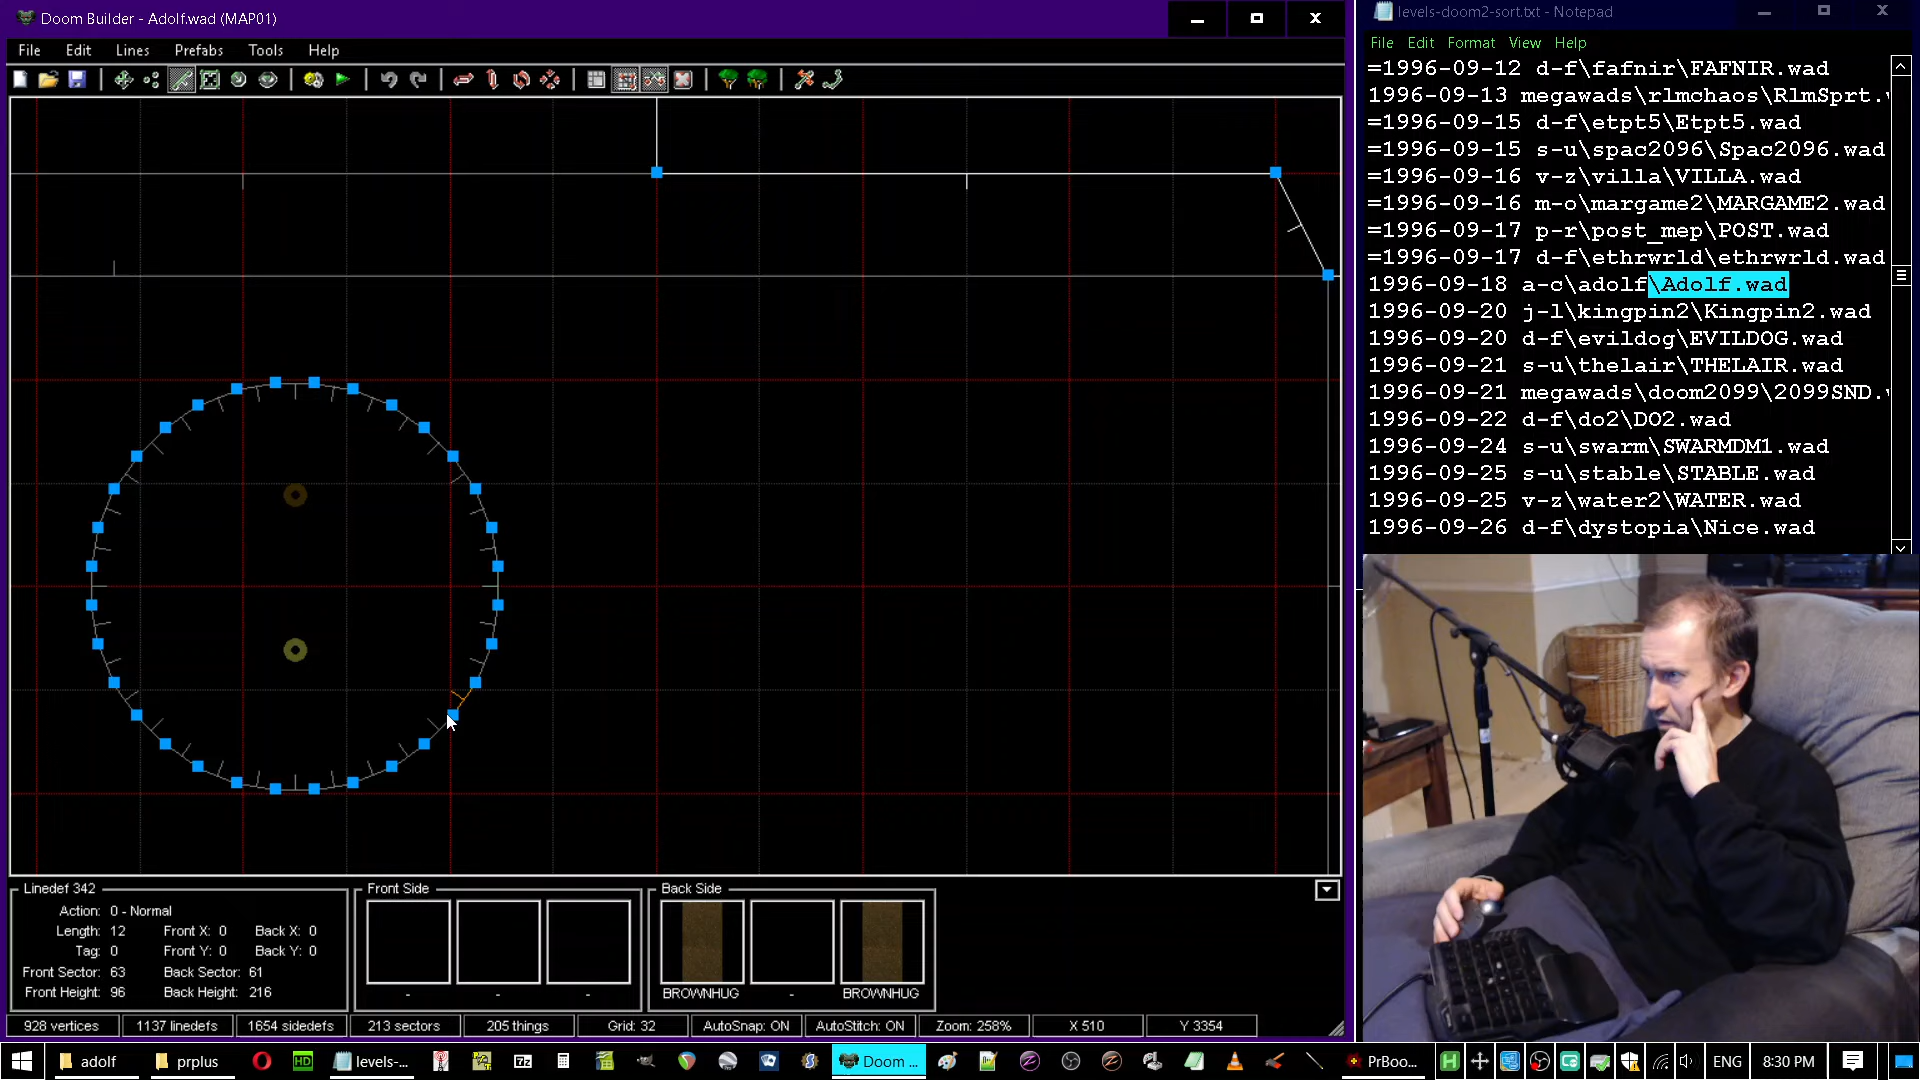 Doom Builder - Adolf.wad (MAP01)
File Edit Lines Prefabs Tools Help
Linedef 342
Action: 0 - Normal
Length: 12 Front X: 0 Back X: 0
Tag: 0 Front Y: 0 Back Y: 0
Front Sector: 63 Back Sector: 61
Front Height: 96 Back Height: 216
Front Side
- - -
Back Side
BROWNHUG - BROWNHUG
928 vertices 1137 linedefs 1654 sidedefs 213 sectors 205 things Grid: 32 AutoSnap: ON AutoStitch: ON Zoom: 258% X 510 Y 3354
levels-doom2-sort.txt - Notepad
File Edit Format View Help
=1996-09-12 d-f\fafnir\FAFNIR.wad
1996-09-13 megawads\rlmchaos\RlmSprt.
=1996-09-15 d-f\etpt5\Etpt5.wad
=1996-09-15 s-u\spac2096\Spac2096.wad
=1996-09-16 v-z\villa\VILLA.wad
=1996-09-16 m-o\margame2\MARGAME2.wad
=1996-09-17 p-r\post_mep\POST.wad
=1996-09-17 d-f\ethrwrld\ethrwrld.wad
1996-09-18 a-c\adolf\Adolf.wad
1996-09-20 j-l\kingpin2\Kingpin2.wad
1996-09-20 d-f\evildog\EVILDOG.wad
1996-09-21 s-u\thelair\THELAIR.wad
1996-09-21 megawads\doom2099\2099SND.
1996-09-22 d-f\do2\DO2.wad
1996-09-24 s-u\swarm\SWARMDM1.wad
1996-09-25 s-u\stable\STABLE.wad
1996-09-25 v-z\water2\WATER.wad
1996-09-26 d-f\dystopia\Nice.wad
adolf prplus HD levels-... 7z Doom ... PrBoo... ENG 8:30 PM